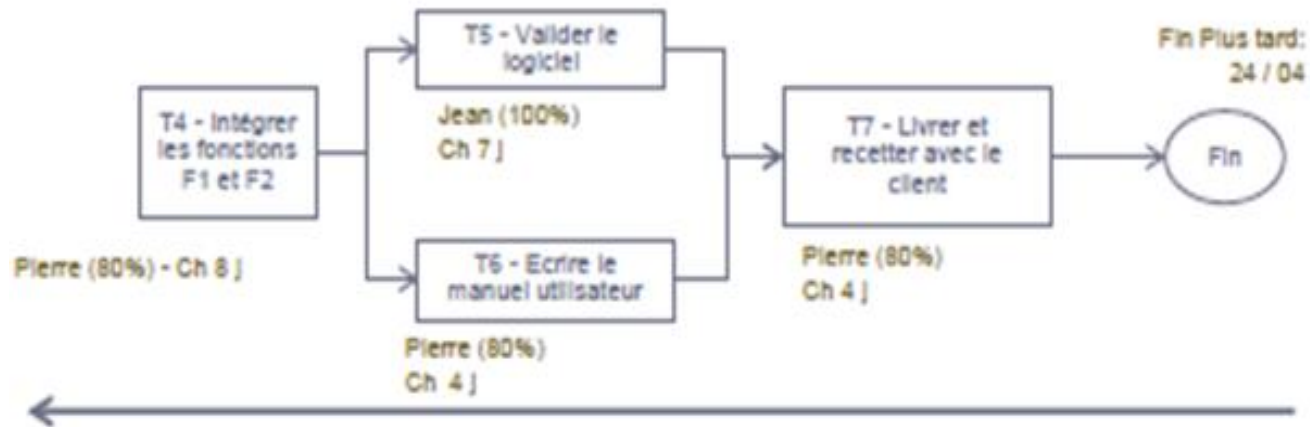 T4 - Intégrer
les fonctions
F1 et F2
Pierre (80%) - Ch 8 j
T5 - Valider le
logiciel
Jean (100%)
Ch 7 j
T6 - Ecrire le
manuel utilisateur
Pierre (80%)
Ch 4 j
T7 - Livrer et
recetter avec le
client
Pierre (80%)
Ch 4 j
Fin Plus tard:
24 / 04
Fin